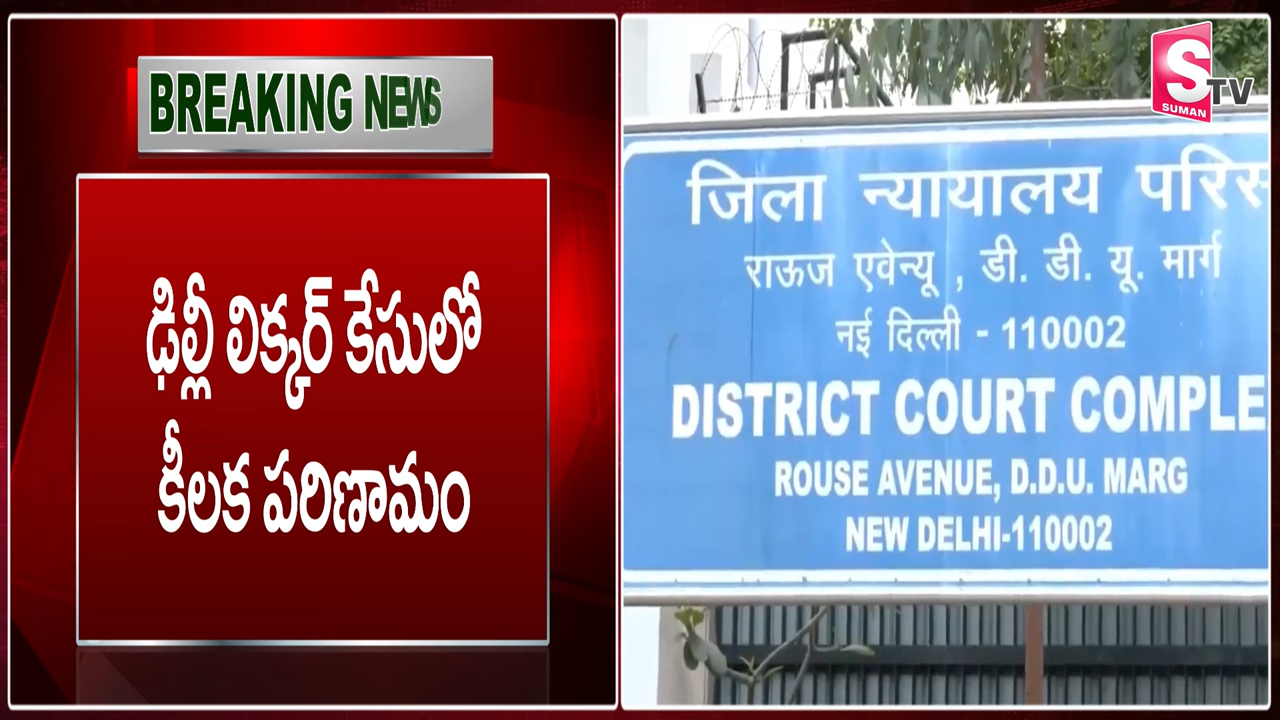 BREAKING NEWS
ఢిల్లీ లిక్కర్ కేసులో
కీలక పరిణామం
S TV
SUMAN
जिला न्यायालय परिस
राऊज एवेन्यू , डी. डी. यू. मार्ग
नई दिल्ली - 110002
DISTRICT COURT COMPLE
ROUSE AVENUE, D.D.U. MARG
NEW DELHI-110002